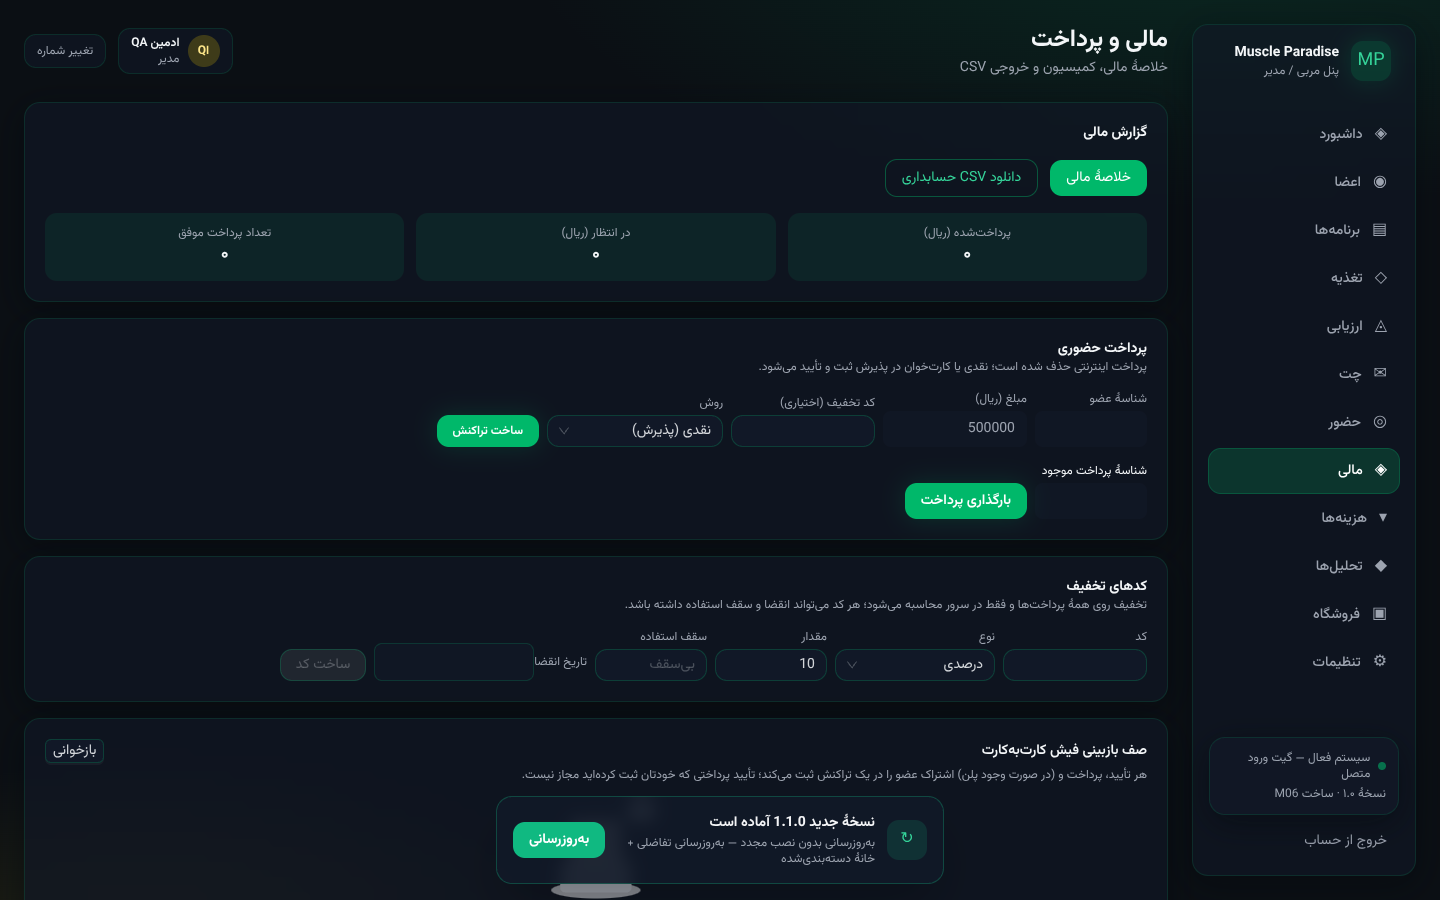 MP
Muscle Paradise
پنل مربی / مدیر
داشبورد
اعضا
برنامه‌ها
تغذیه
ارزیابی
چت
حضور
مالی
هزینه‌ها
تحلیل‌ها
فروشگاه
تنظیمات
سیستم فعال — گیت ورود
متصل
نسخهٔ ۱.۰ · ساخت M06
خروج از حساب
مالی و پرداخت
خلاصهٔ مالی، کمیسیون و خروجی CSV
QI
ادمین QA
مدیر
تغییر شماره
گزارش مالی
خلاصهٔ مالی
دانلود CSV حسابداری
پرداخت‌شده (ریال)
۰
در انتظار (ریال)
۰
تعداد پرداخت موفق
۰
پرداخت حضوری
پرداخت اینترنتی حذف شده است؛ نقدی یا کارت‌خوان در پذیرش ثبت و تأیید می‌شود.
شناسهٔ عضو
مبلغ (ریال)
500000
کد تخفیف (اختیاری)
روش
نقدی (پذیرش)
ساخت تراکنش
شناسهٔ پرداخت موجود
بارگذاری پرداخت
کدهای تخفیف
تخفیف روی همهٔ پرداخت‌ها و فقط در سرور محاسبه می‌شود؛ هر کد می‌تواند انقضا و سقف استفاده داشته باشد.
کد
نوع
درصدی
مقدار
10
سقف استفاده
بی‌سقف
تاریخ انقضا
ساخت کد
صف بازبینی فیش کارت‌به‌کارت
بازخوانی
هر تأیید، پرداخت و (در صورت وجود پلن) اشتراک عضو را در یک تراکنش ثبت می‌کند؛ تأیید پرداختی که خودتان ثبت کرده‌اید مجاز نیست.
نسخهٔ جدید 1.1.0 آماده است
به‌روزرسانی بدون نصب مجدد — به‌روزرسانی تفاضلی +
خانهٔ دسته‌بندی‌شده
به‌روزرسانی